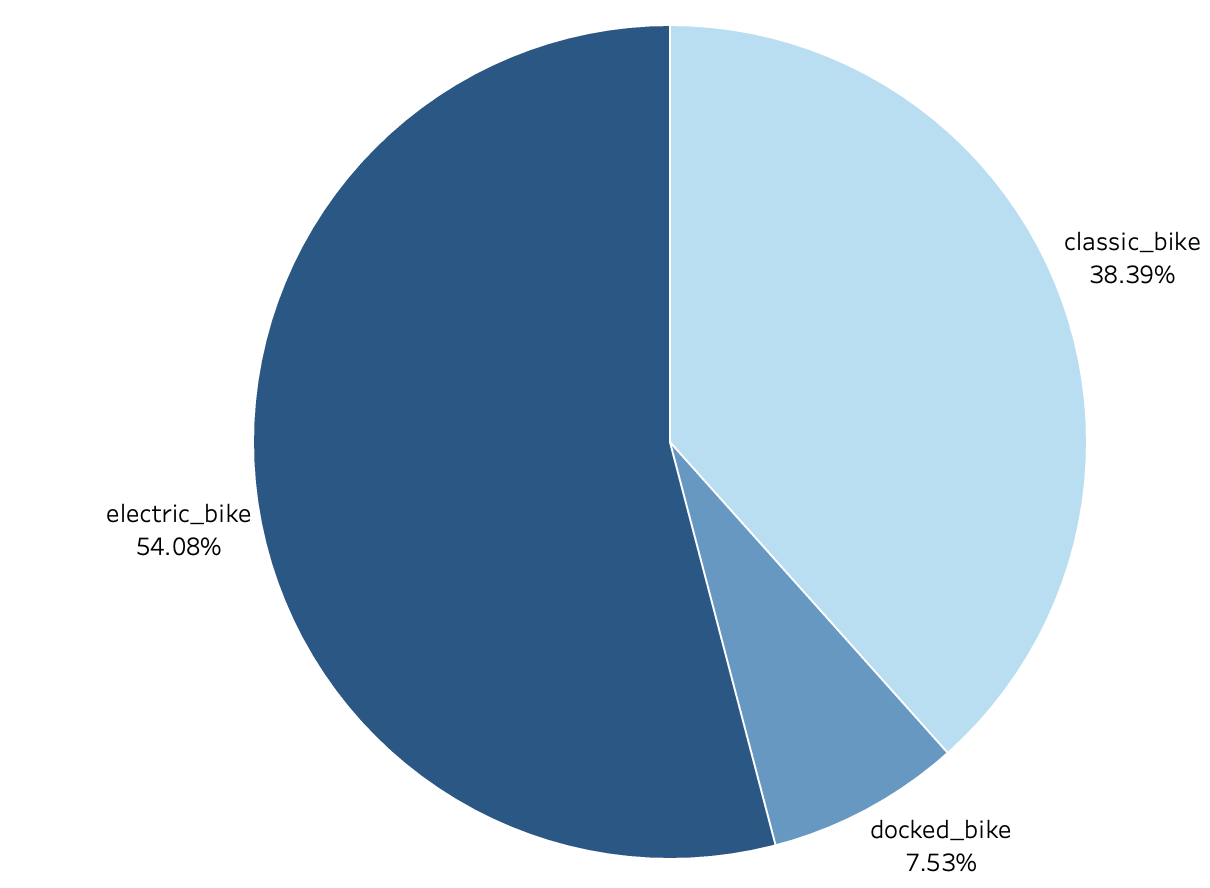 classic_bike
38.39%
electric_bike
54.08%
docked_bike
7.53%